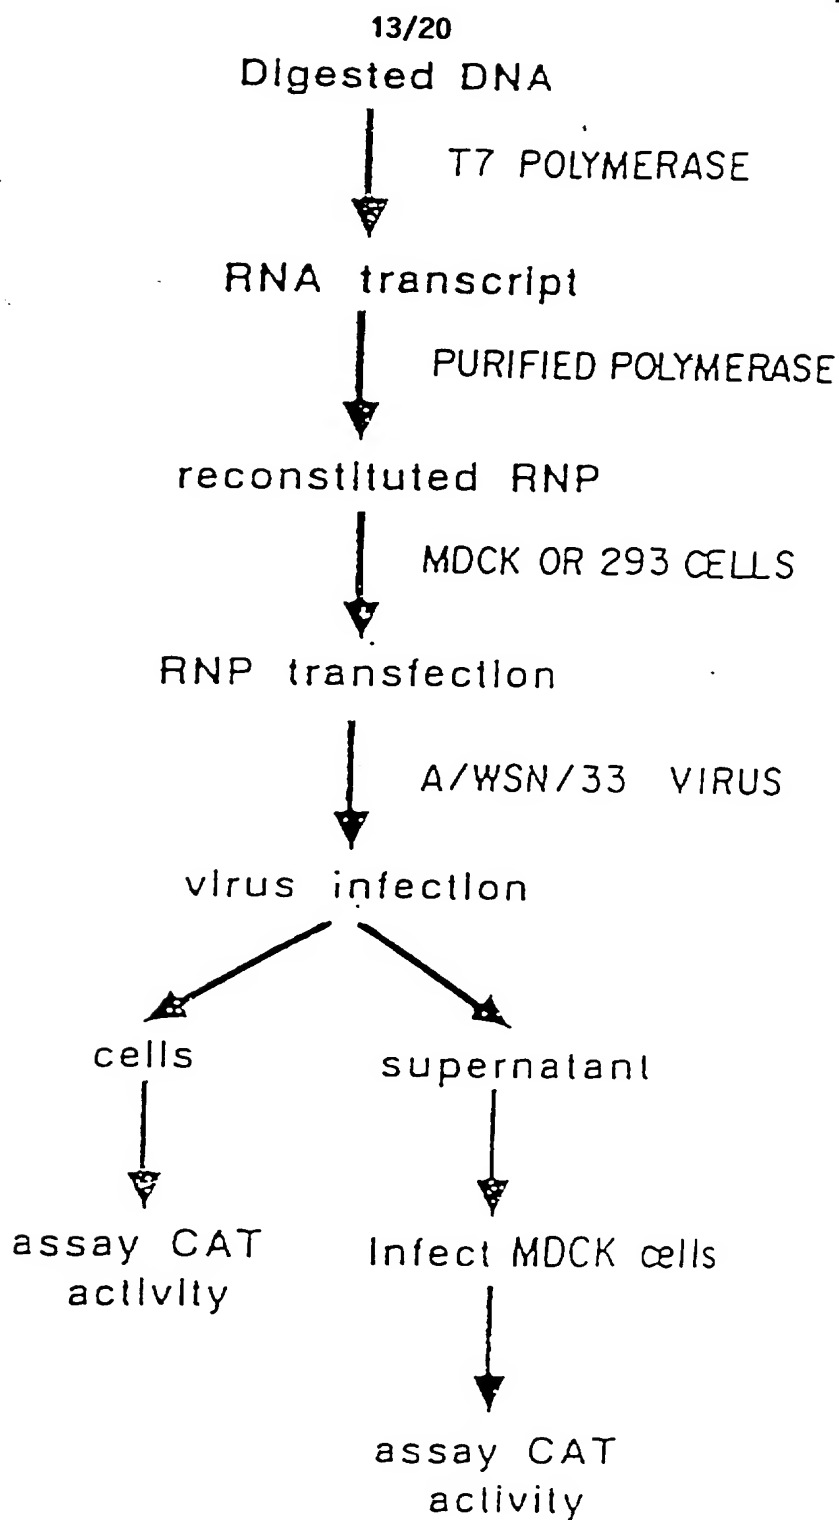 13/20
Digested DNA
T7 POLYMERASE
RNA transcript
PURIFIED POLYMERASE
reconstituted RNP
MDCK OR 293 CELLS
RNP transfection
A/WSN/33 VIRUS
virus infection
cells
supernatant
assay CAT
activity
Infect MDCK cells
assay CAT
activity